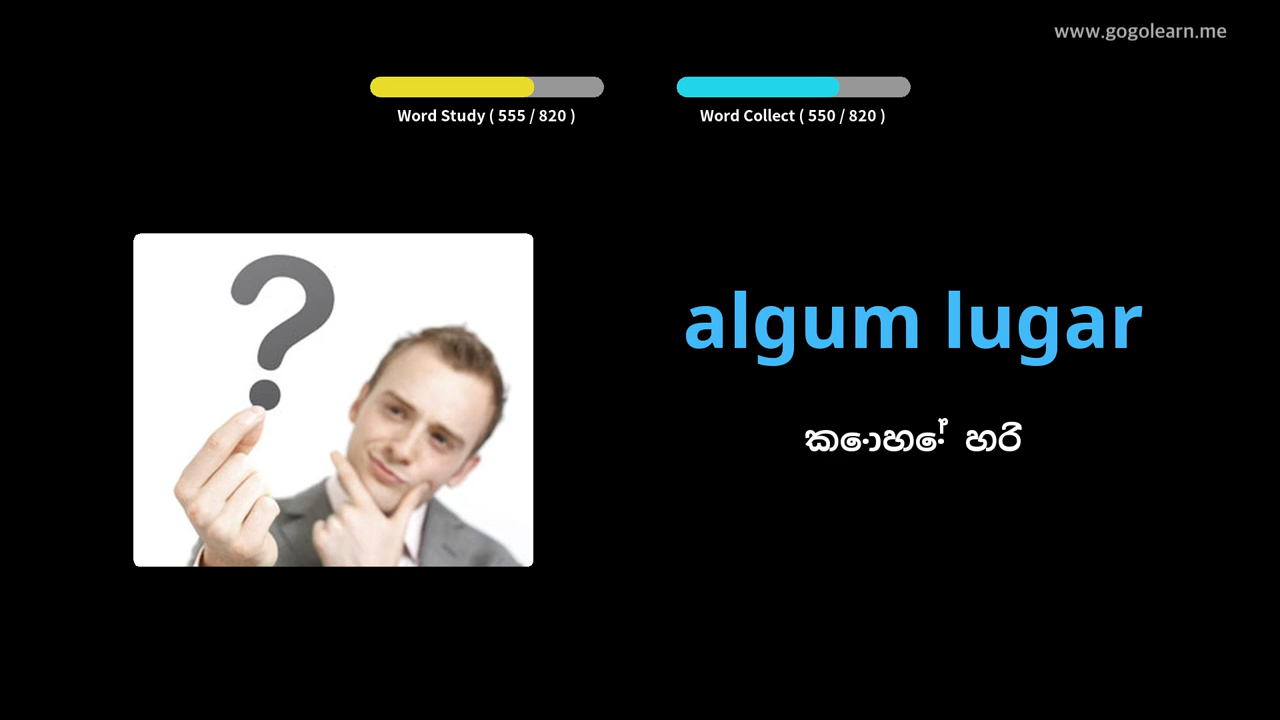 www.gogolearn.me
Word Study ( 555 / 820 )
Word Collect ( 550 / 820 )
algum lugar
කොහේ හරි